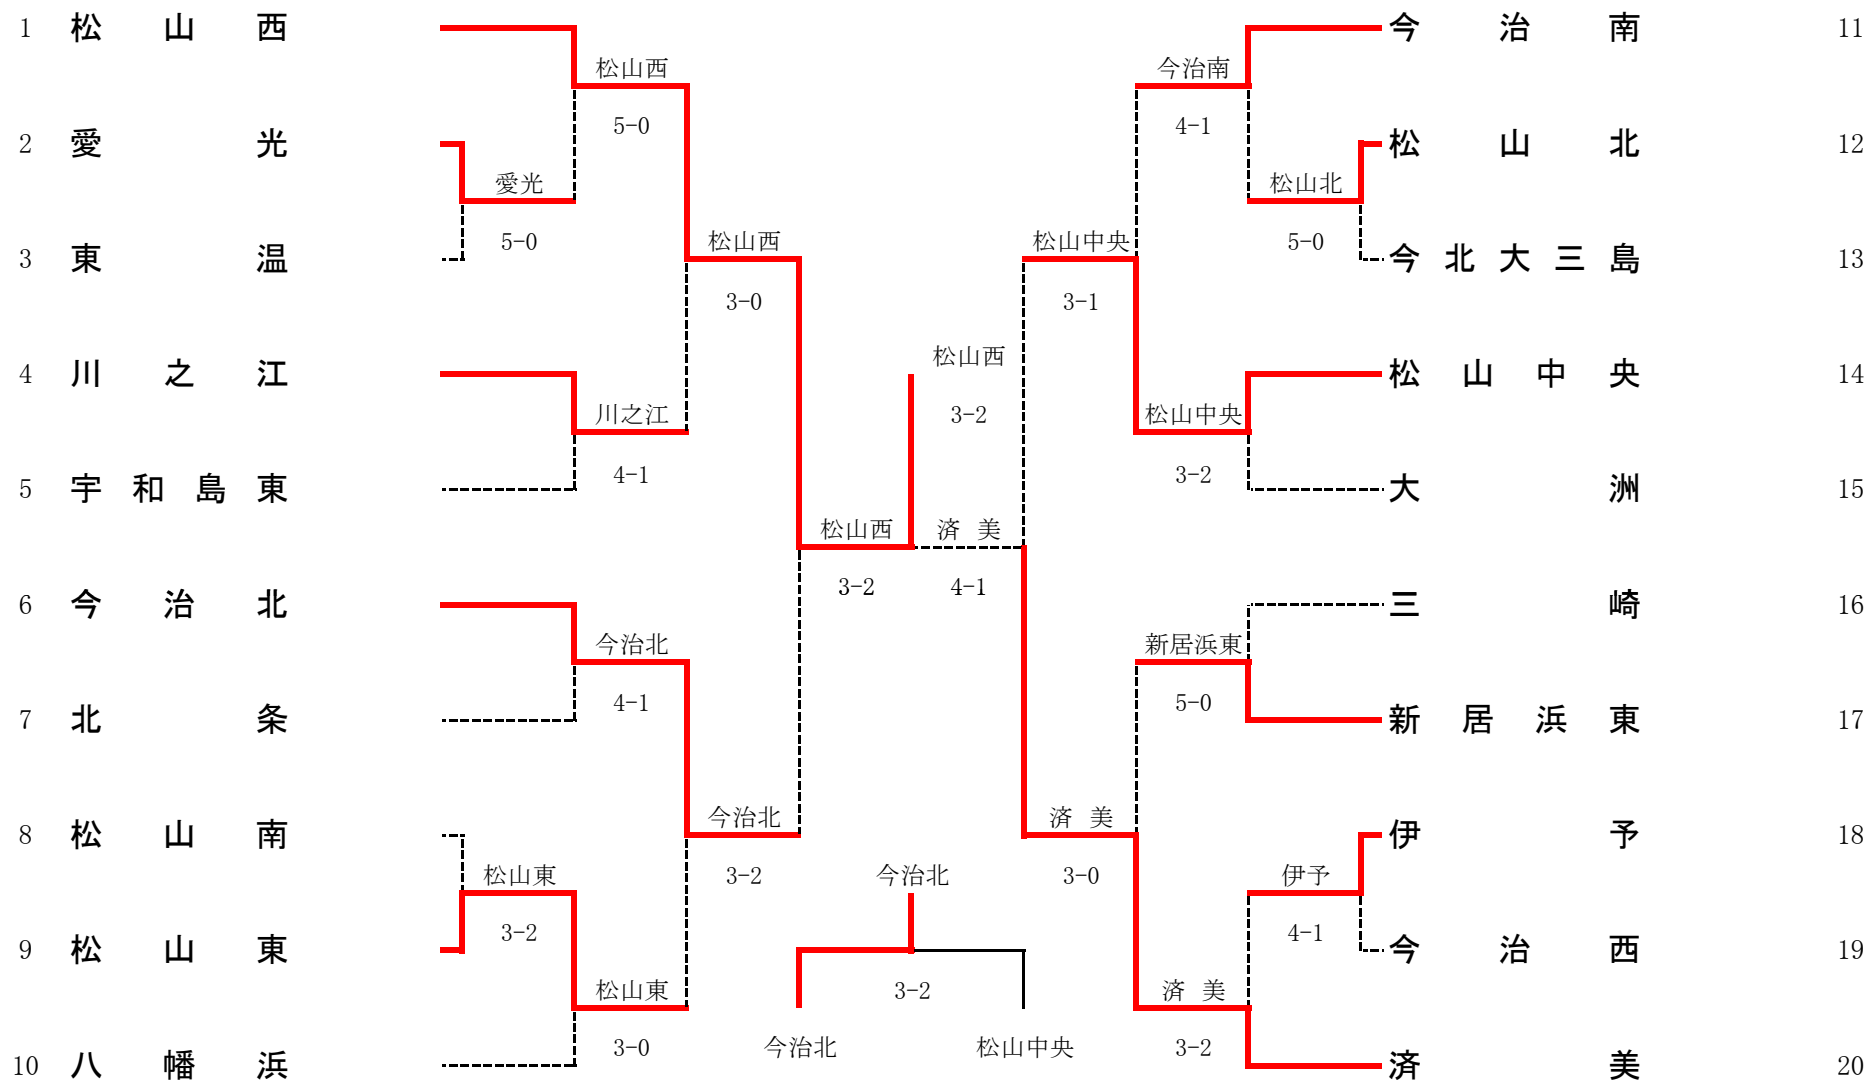 1 松山西 今治南 11
松山西 今治南
5-0 4-1
2 愛光 松山北 12
愛光 松山北
3 東温 5-0 松山西 松山中央 5-0 今北大三島 13
3-0 3-1
松山西
4 川之江 松山中央 14
川之江 3-2 松山中央
4-1 3-2
5 宇和島東 大洲 15
松山西 済美
3-2 4-1
6 今治北 三崎 16
今治北 新居浜東
4-1 5-0
7 北条 新居浜東 17
今治北 済美
8 松山南 伊予 18
松山東 3-2 今治北 3-0 伊予
3-2 4-1
9 松山東 今治西 19
松山東 3-2 済美
3-0 今治北 松山中央 3-2
10 八幡浜 済美 20